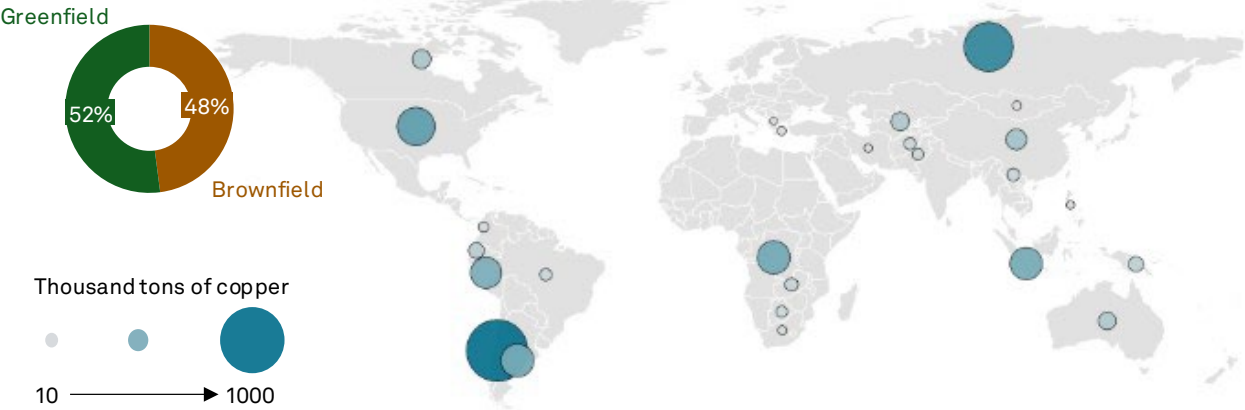 Greenfield
52%
48%
Brownfield
Thousand tons of copper
10
1000